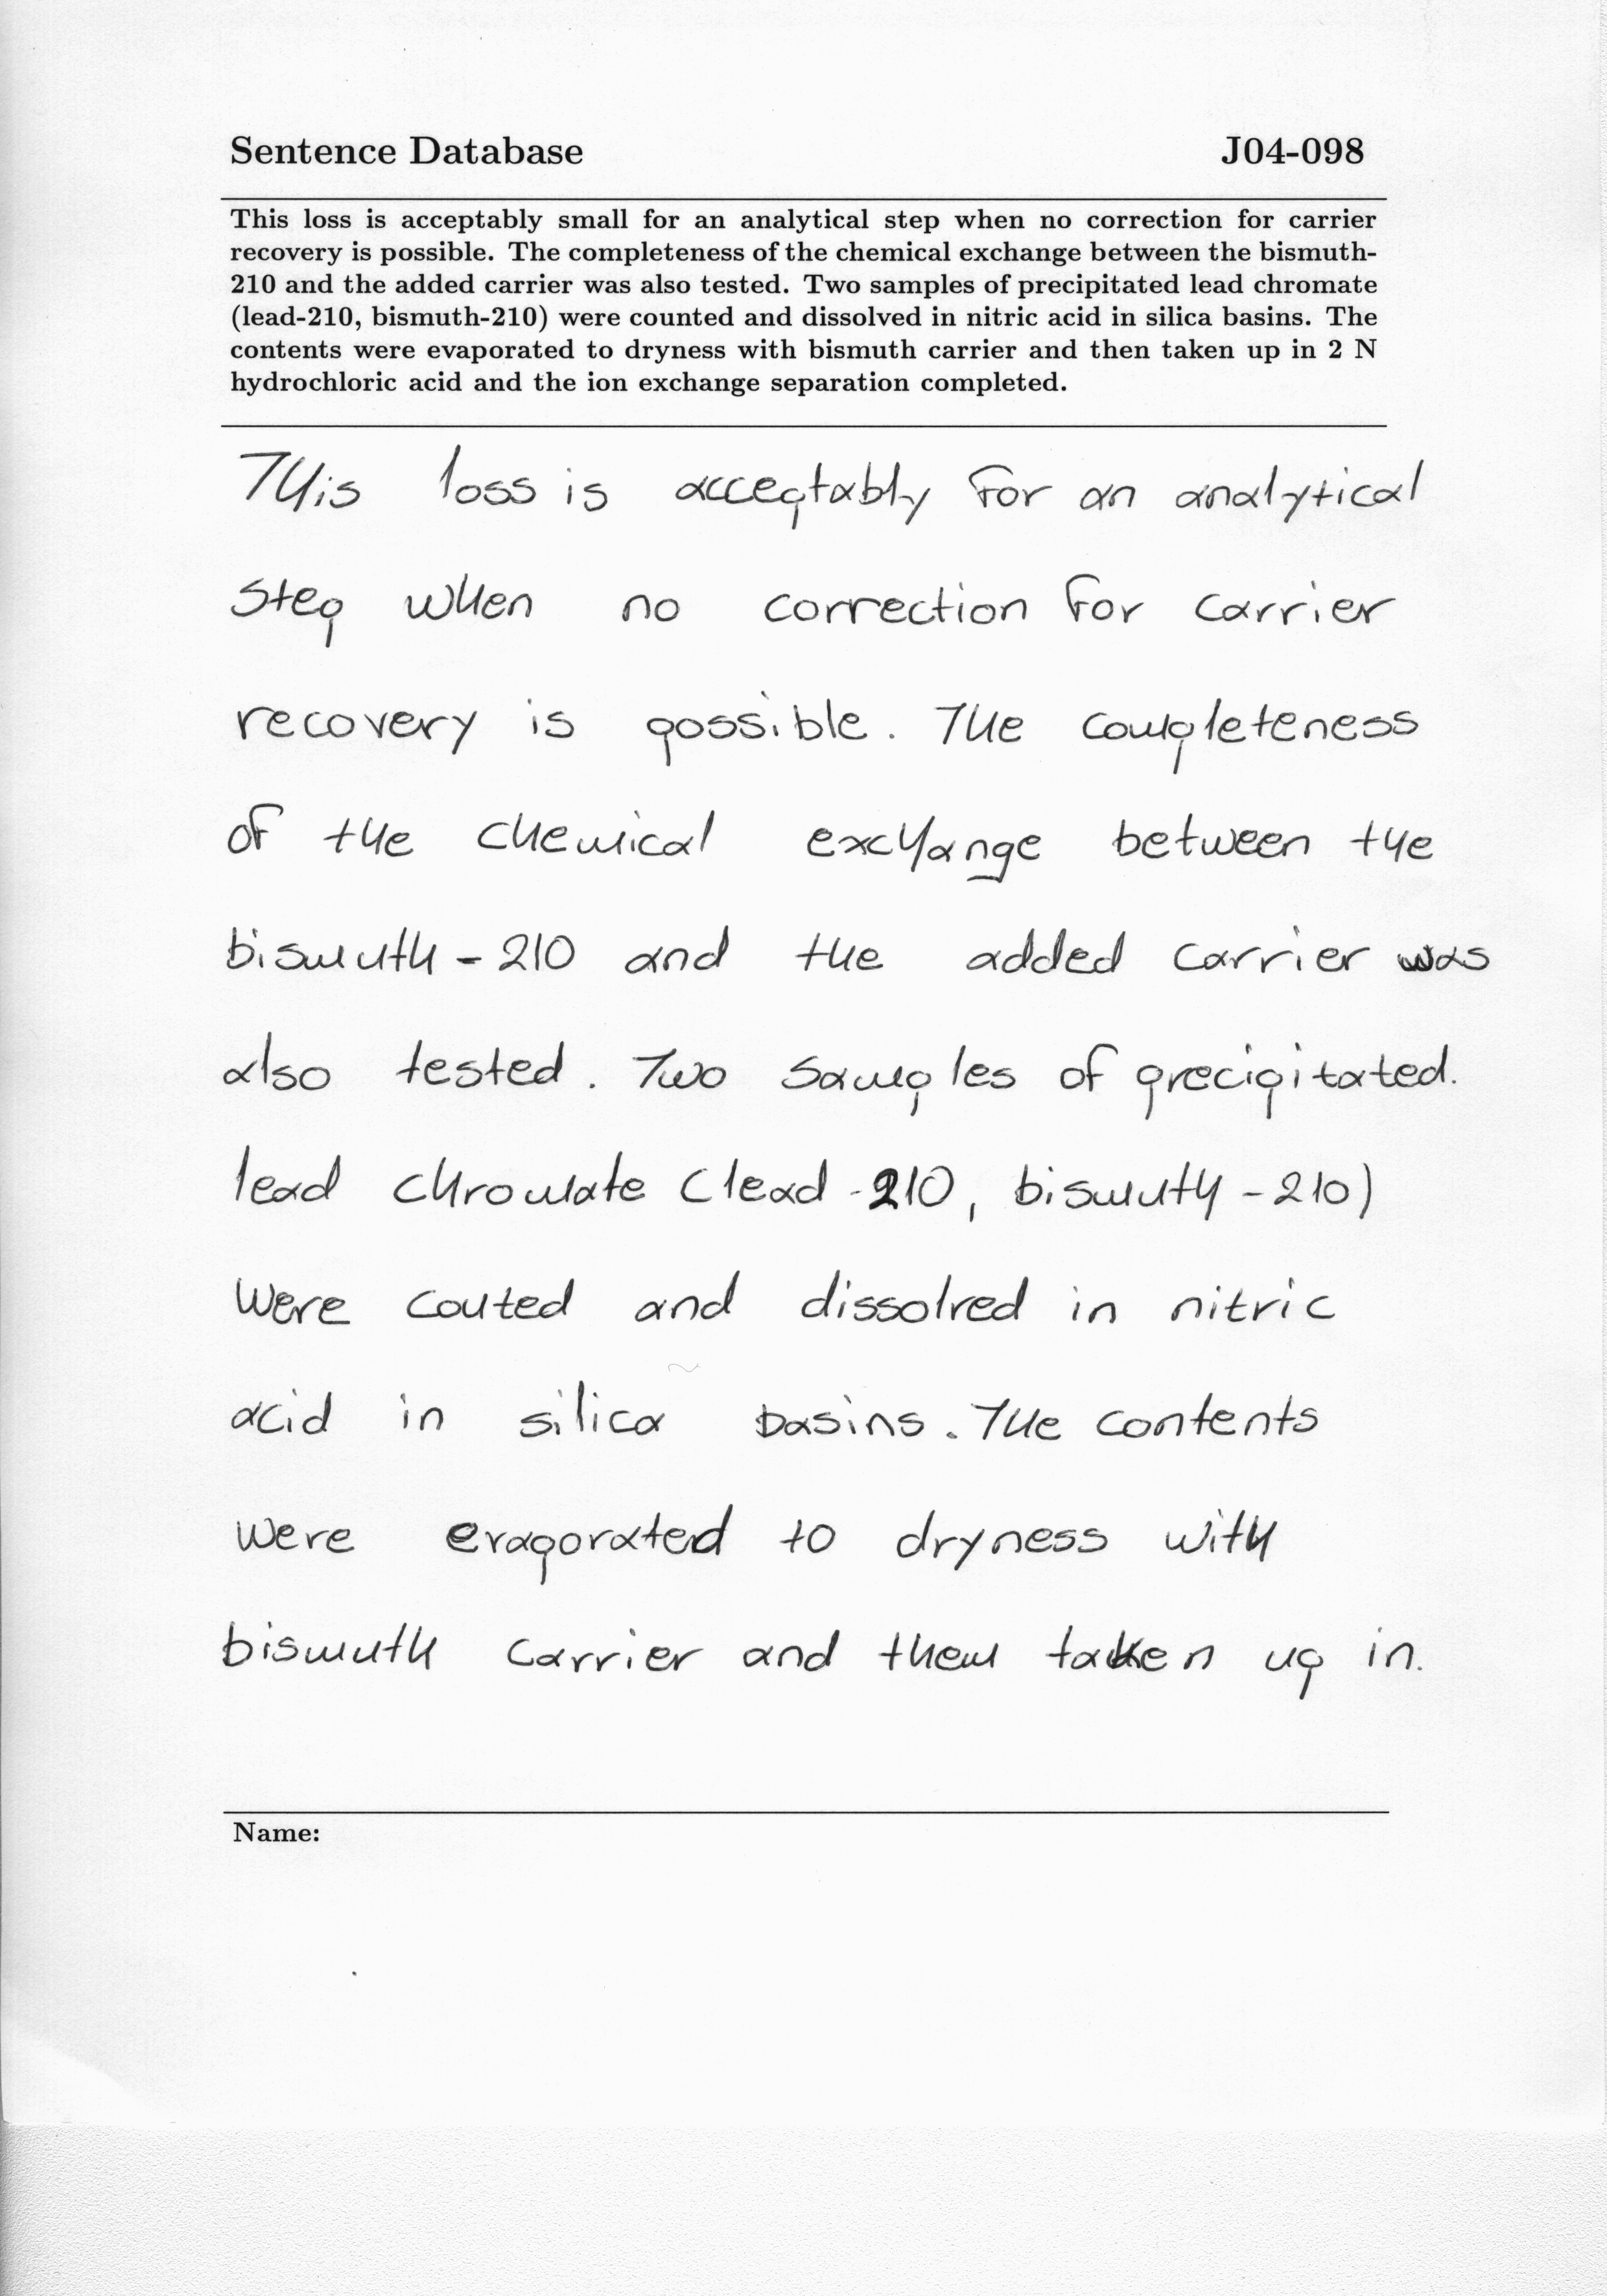 Sentence Database J04-098
This loss is acceptably small for an analytical step when no correction for carrier
recovery is possible. The completeness of the chemical exchange between the bismuth-
210 and the added carrier was also tested. Two samples of precipitated lead chromate
(lead-210, bismuth-210) were counted and dissolved in nitric acid in silica basins. The
contents were evaporated to dryness with bismuth carrier and then taken up in 2 N
hydrochloric acid and the ion exchange separation completed.
This loss is acceptably for an analytical
step when no correction for carrier
recovery is possible. The completeness
of the chemical exchange between the
bismuth-210 and the added carrier was
also tested. Two samples of precipitated.
lead chromate (lead-210, bismuth-210)
were couted and dissolved in nitric
acid in silica basins. The contents
were evaporated to dryness with
bismuth carrier and them taken up in.
Name: